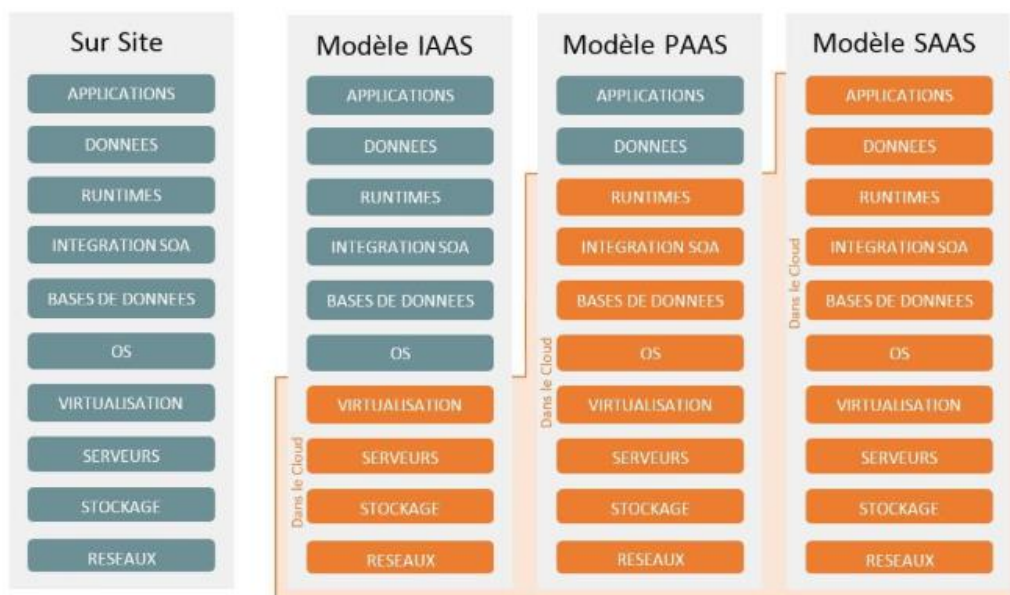 Sur Site
APPLICATIONS
DONNEES
RUNTIMES
INTEGRATION SOA
BASES DE DONNEES
OS
VIRTUALISATION
SERVEURS
STOCKAGE
RESEAUX
Modèle IAAS
APPLICATIONS
DONNEES
RUNTIMES
INTEGRATION SOA
BASES DE DONNEES
OS
VIRTUALISATION
SERVEURS
STOCKAGE
RESEAUX
Dans le Cloud
Modèle PAAS
APPLICATIONS
DONNEES
RUNTIMES
INTEGRATION SOA
BASES DE DONNEES
OS
VIRTUALISATION
SERVEURS
STOCKAGE
RESEAUX
Dans le Cloud
Modèle SAAS
APPLICATIONS
DONNEES
RUNTIMES
INTEGRATION SOA
BASES DE DONNEES
OS
VIRTUALISATION
SERVEURS
STOCKAGE
RESEAUX
Dans le Cloud